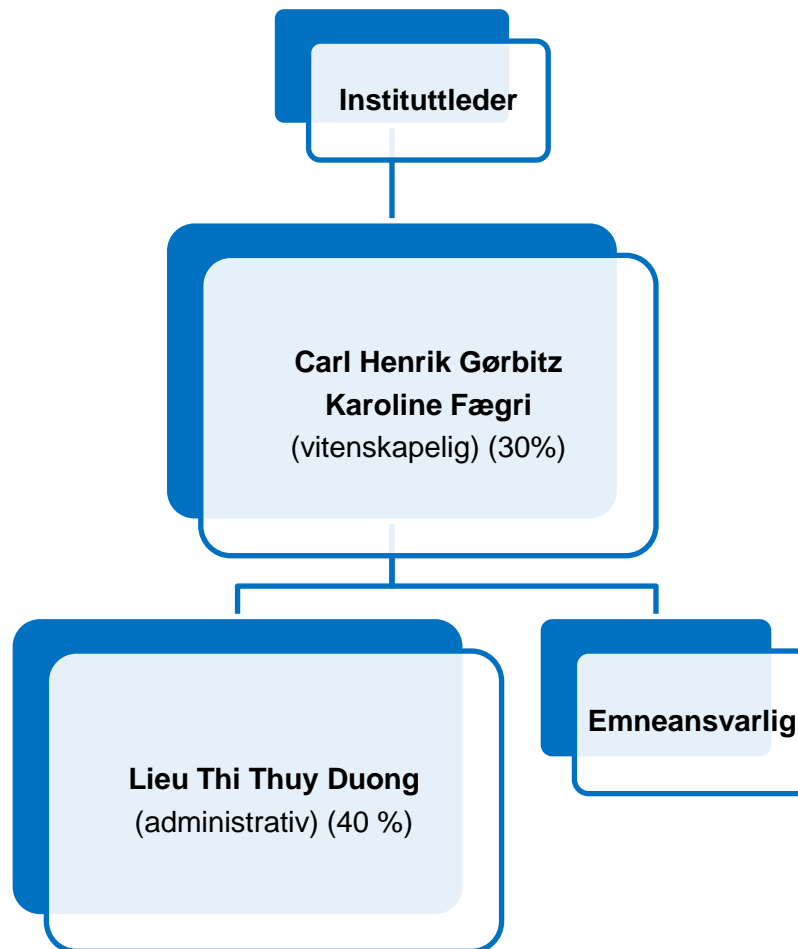 Instituttleder
Carl Henrik Gørbitz
Karoline Fægri
(vitenskapelig) (30%)
Lieu Thi Thuy Duong
(administrativ) (40 %)
Emneansvarlig